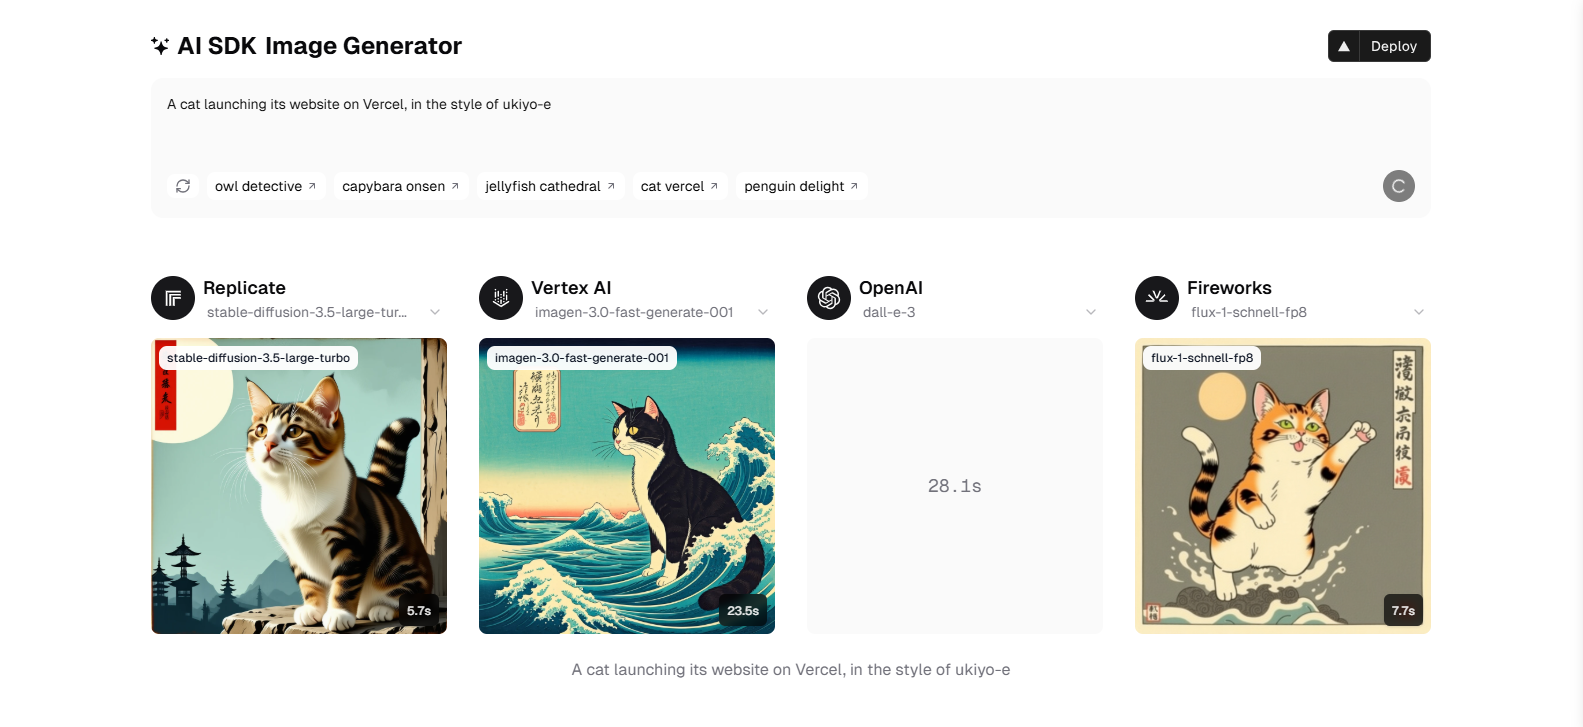 AI SDK Image Generator
Deploy
A cat launching its website on Vercel, in the style of ukiyo-e
owl detective
capybara onsen
jellyfish cathedral
cat vercel
penguin delight
Replicate
stable-diffusion-3.5-large-tur...
Vertex AI
imagen-3.0-fast-generate-001
OpenAI
dall-e-3
Fireworks
flux-1-schnell-fp8
stable-diffusion-3.5-large-turbo
imagen-3.0-fast-generate-001
flux-1-schnell-fp8
28.1s
5.7s
23.5s
7.7s
A cat launching its website on Vercel, in the style of ukiyo-e